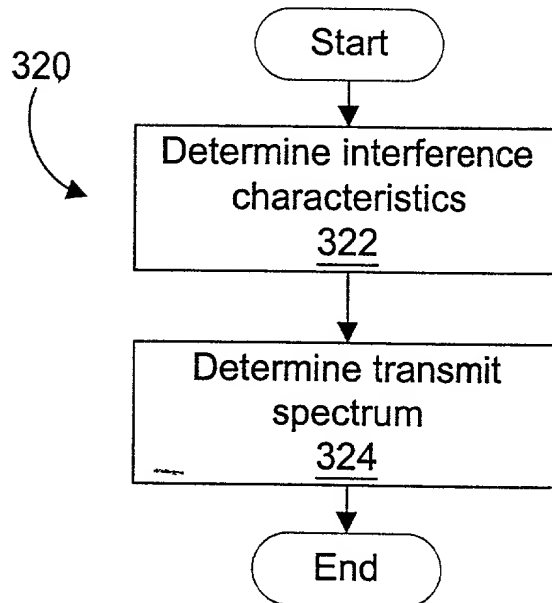 Start
320
Determine interference
characteristics
322
Determine transmit
spectrum
324
End